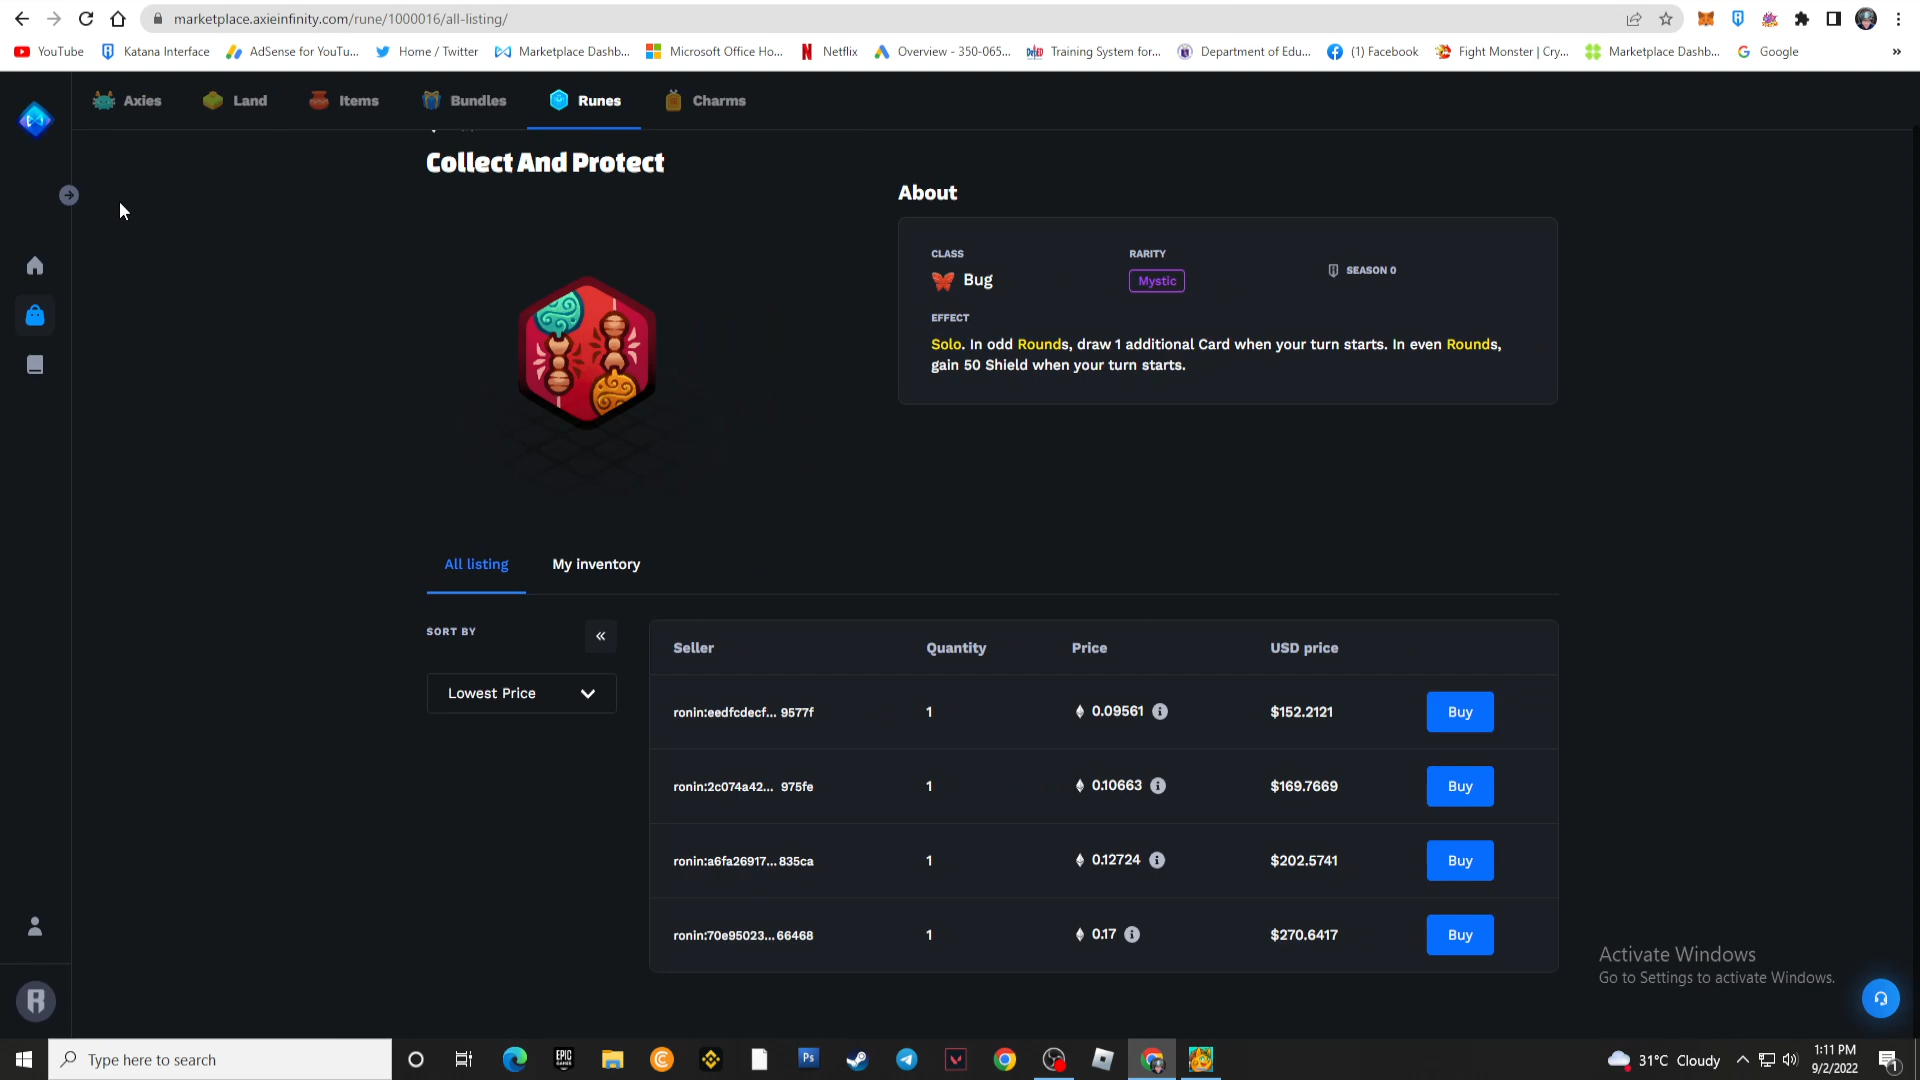 marketplace.axieinfinity.com/rune/1000016/all-listing/
YouTube Katana Interface AdSense for YouTu... Home / Twitter Marketplace Dashb... Microsoft Office Ho... Netflix Overview - 350-065... Training System for... Department of Edu... (1) Facebook Fight Monster | Cry... Marketplace Dashb... Google »
Axies Land Items Bundles Runes Charms
Collect And Protect
About
CLASS RARITY
Bug Mystic SEASON 0
EFFECT
Solo. In odd Rounds, draw 1 additional Card when your turn starts. In even Rounds,
gain 50 Shield when your turn starts.
All listing My inventory
SORT BY «
Lowest Price
Seller Quantity Price USD price
ronin:eedfcdecf... 9577f 1 0.09561 $152.2121 Buy
ronin:2c074a42... 975fe 1 0.10663 $169.7669 Buy
ronin:a6fa26917... 835ca 1 0.12724 $202.5741 Buy
ronin:70e95023... 66468 1 0.17 $270.6417 Buy
Activate Windows
Go to Settings to activate Windows.
Type here to search
EPIC GAMES
Ps
31°C Cloudy
1:11 PM
9/2/2022
1